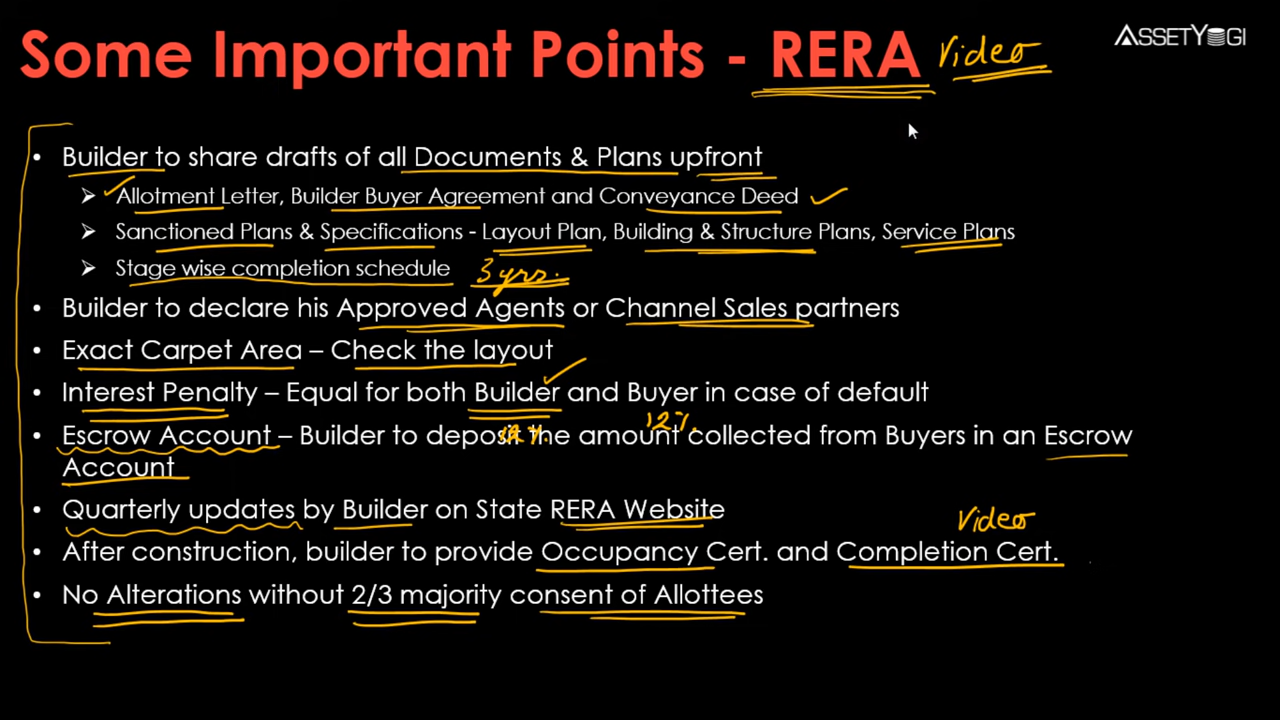 Some Important Points - RERA Video
ASSETYOGI
• Builder to share drafts of all Documents & Plans upfront
➢ Allotment Letter, Builder Buyer Agreement and Conveyance Deed
➢ Sanctioned Plans & Specifications - Layout Plan, Building & Structure Plans, Service Plans
➢ Stage wise completion schedule 3 yrs.
• Builder to declare his Approved Agents or Channel Sales partners
• Exact Carpet Area – Check the layout
• Interest Penalty – Equal for both Builder and Buyer in case of default
12% 12%
• Escrow Account – Builder to deposit the amount collected from Buyers in an Escrow
Account
• Quarterly updates by Builder on State RERA Website
Video
• After construction, builder to provide Occupancy Cert. and Completion Cert.
• No Alterations without 2/3 majority consent of Allottees